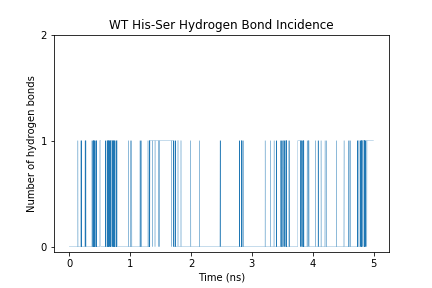 WT His-Ser Hydrogen Bond Incidence
2
1
0
Number of hydrogen bonds
0 1 2 3 4 5
Time (ns)